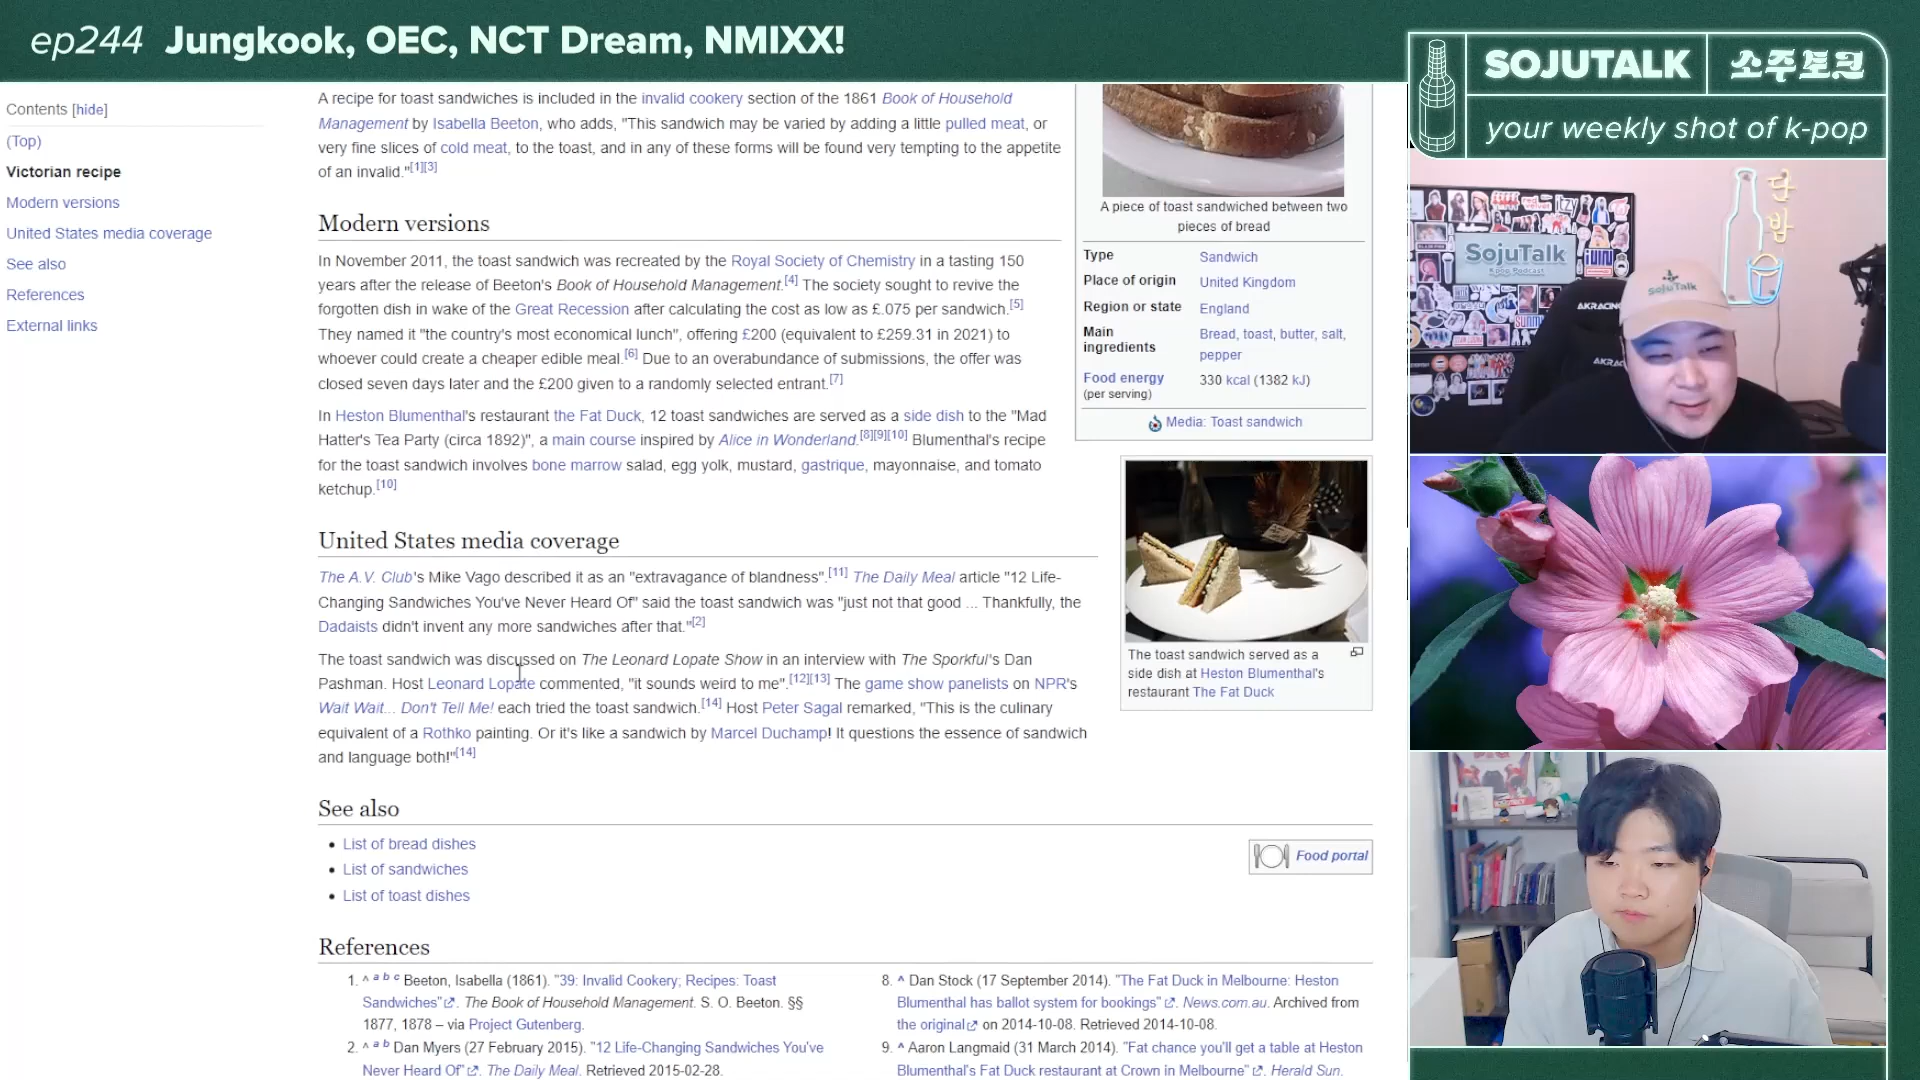 ep244 Jungkook, OEC, NCT Dream, NMIXX!
SOJUTALK
소주토크
your weekly shot of k-pop
Contents [hide]
(Top)
Victorian recipe
Modern versions
United States media coverage
See also
References
External links
A recipe for toast sandwiches is included in the invalid cookery section of the 1861 Book of Household
Management by Isabella Beeton, who adds, "This sandwich may be varied by adding a little pulled meat, or
very fine slices of cold meat, to the toast, and in any of these forms will be found very tempting to the appetite
of an invalid."[1][3]
Modern versions
In November 2011, the toast sandwich was recreated by the Royal Society of Chemistry in a tasting 150
years after the release of Beeton's Book of Household Management.[4] The society sought to revive the
forgotten dish in wake of the Great Recession after calculating the cost as low as £.075 per sandwich.[5]
They named it "the country's most economical lunch", offering £200 (equivalent to £259.31 in 2021) to
whoever could create a cheaper edible meal.[6] Due to an overabundance of submissions, the offer was
closed seven days later and the £200 given to a randomly selected entrant.[7]
In Heston Blumenthal's restaurant the Fat Duck, 12 toast sandwiches are served as a side dish to the "Mad
Hatter's Tea Party (circa 1892)", a main course inspired by Alice in Wonderland.[8][9][10] Blumenthal's recipe
for the toast sandwich involves bone marrow salad, egg yolk, mustard, gastrique, mayonnaise, and tomato
ketchup.[10]
United States media coverage
The A.V. Club's Mike Vago described it as an "extravagance of blandness".[11] The Daily Meal article "12 Life-
Changing Sandwiches You've Never Heard Of" said the toast sandwich was "just not that good ... Thankfully, the
Dadaists didn't invent any more sandwiches after that."[2]
The toast sandwich was discussed on The Leonard Lopate Show in an interview with The Sporkful's Dan
Pashman. Host Leonard Lopate commented, "it sounds weird to me".[12][13] The game show panelists on NPR's
Wait Wait... Don't Tell Me! each tried the toast sandwich.[14] Host Peter Sagal remarked, "This is the culinary
equivalent of a Rothko painting. Or it's like a sandwich by Marcel Duchamp! It questions the essence of sandwich
and language both!"[14]
See also
List of bread dishes
List of sandwiches
List of toast dishes
Food portal
References
1. ^ a b c Beeton, Isabella (1861). "39: Invalid Cookery; Recipes: Toast
Sandwiches". The Book of Household Management. S. O. Beeton. §§
1877, 1878 – via Project Gutenberg.
2. ^ a b Dan Myers (27 February 2015). "12 Life-Changing Sandwiches You've
Never Heard Of". The Daily Meal. Retrieved 2015-02-28.
8. ^ Dan Stock (17 September 2014). "The Fat Duck in Melbourne: Heston
Blumenthal has ballot system for bookings". News.com.au. Archived from
the original on 2014-10-08. Retrieved 2014-10-08.
9. ^ Aaron Langmaid (31 March 2014). "Fat chance you'll get a table at Heston
Blumenthal's Fat Duck restaurant at Crown in Melbourne". Herald Sun.
A piece of toast sandwiched between two
pieces of bread
Type Sandwich
Place of origin United Kingdom
Region or state England
Main ingredients Bread, toast, butter, salt,
pepper
Food energy 330 kcal (1382 kJ)
(per serving)
Media: Toast sandwich
The toast sandwich served as a
side dish at Heston Blumenthal's
restaurant The Fat Duck
SojuTalk
Kpop Podcast
itzy
SojuTalk
AKRACING
단
밤